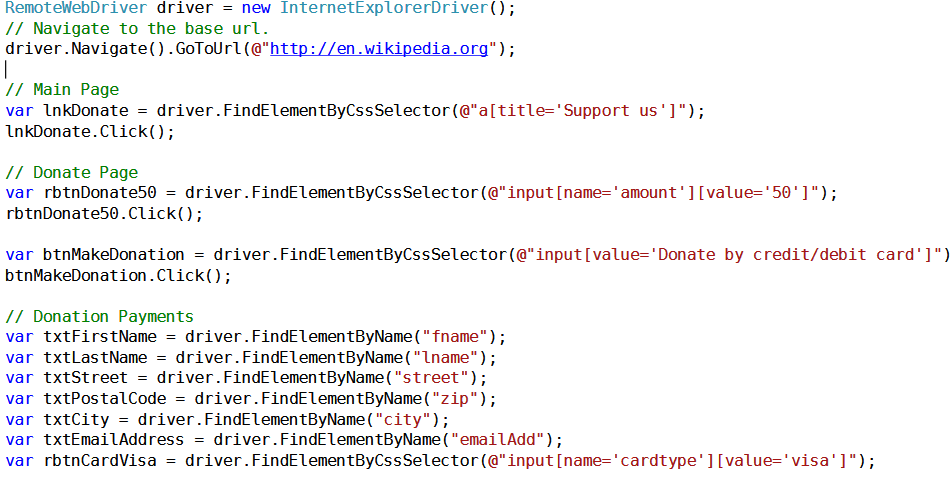 RemoteWebDriver driver = new InternetExplorerDriver();
// Navigate to the base url.
driver.Navigate().GoToUrl(@"http://en.wikipedia.org");
// Main Page
var lnkDonate = driver.FindElementByCssSelector(@"a[title='Support us']");
lnkDonate.Click();
// Donate Page
var rbtnDonate50 = driver.FindElementByCssSelector(@"input[name='amount'][value='50']");
rbtnDonate50.Click();
var btnMakeDonation = driver.FindElementByCssSelector(@"input[value='Donate by credit/debit card']")
btnMakeDonation.Click();
// Donation Payments
var txtFirstName = driver.FindElementByName("fname");
var txtLastName = driver.FindElementByName("lname");
var txtStreet = driver.FindElementByName("street");
var txtPostalCode = driver.FindElementByName("zip");
var txtCity = driver.FindElementByName("city");
var txtEmailAddress = driver.FindElementByName("emailAdd");
var rbtnCardVisa = driver.FindElementByCssSelector(@"input[name='cardtype'][value='visa']");